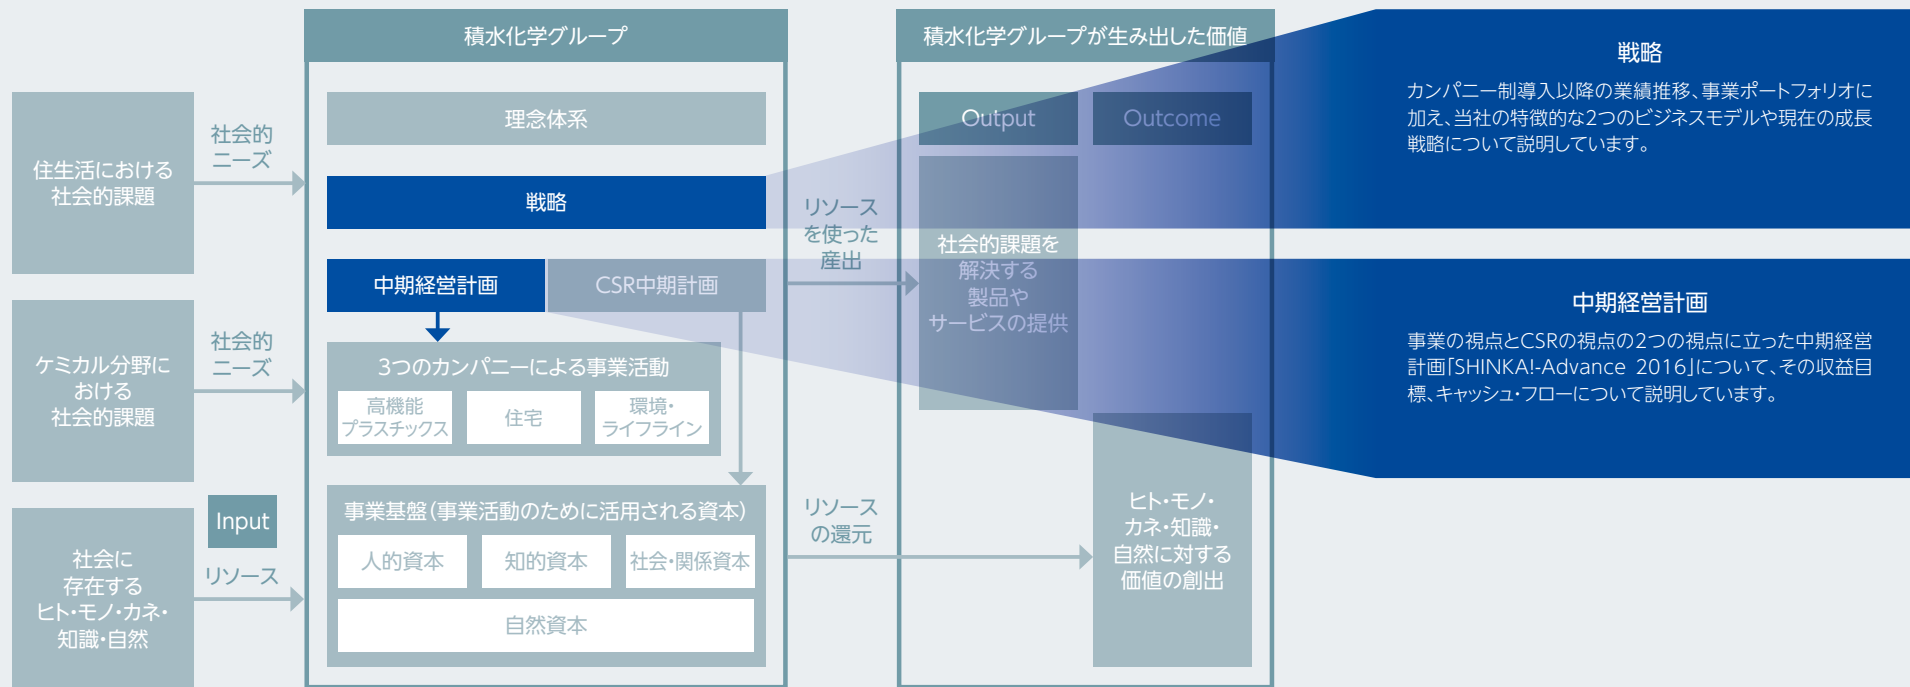 住生活における
社会的課題
ケミカル分野に
おける
社会的課題
社会に
存在する
ヒト・モノ・カネ・
知識・自然
社会的
ニーズ
社会的
ニーズ
Input
リソース
積水化学グループ
理念体系
戦略
中期経営計画
CSR中期計画
3つのカンパニーによる事業活動
高機能
プラスチックス
住宅
環境・
ライフライン
事業基盤（事業活動のために活用される資本）
人的資本
知的資本
社会・関係資本
自然資本
リソース
を使った
産出
リソース
の還元
積水化学グループが生み出した価値
Output
Outcome
社会的課題を
解決する
製品や
サービスの提供
ヒト・モノ・
カネ・知識・
自然に対する
価値の創出
戦略
カンパニー制導入以降の業績推移、事業ポートフォリオに
加え、当社の特徴的な2つのビジネスモデルや現在の成長
戦略について説明しています。
中期経営計画
事業の視点とCSRの視点の2つの視点に立った中期経営
計画「SHINKA!-Advance 2016」について、その収益目
標、キャッシュ・フローについて説明しています。